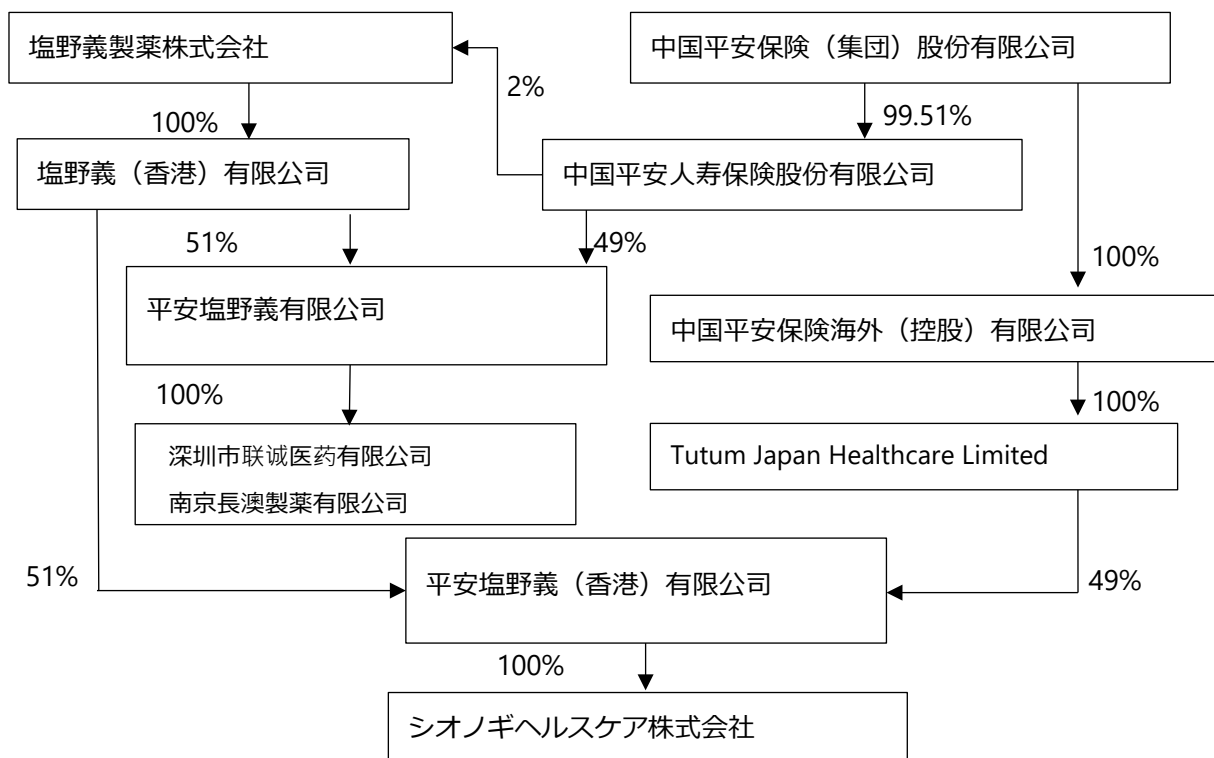 塩野義製薬株式会社
中国平安保険（集団）股份有限公司
2%
100%
99.51%
塩野義（香港）有限公司
中国平安人寿保険股份有限公司
51%
49%
100%
平安塩野義有限公司
中国平安保険海外（控股）有限公司
100%
100%
深圳市联诚医药有限公司
南京長澳製薬有限公司
Tutum Japan Healthcare Limited
51%
平安塩野義（香港）有限公司
49%
100%
シオノギヘルスケア株式会社